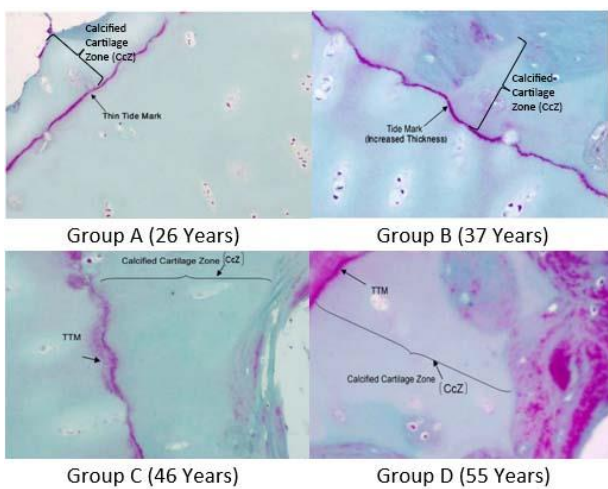 Calcified
Cartilage
Zone (CcZ)
Thin Tide Mark
Group A (26 Years)
Calcified
Cartilage
Zone (CcZ)
Tide Mark
(Increased Thickness)
Group B (37 Years)
Calcified Cartilage Zone (CcZ)
TTM
Group C (46 Years)
TTM
Calcified Cartilage Zone (CcZ)
Group D (55 Years)